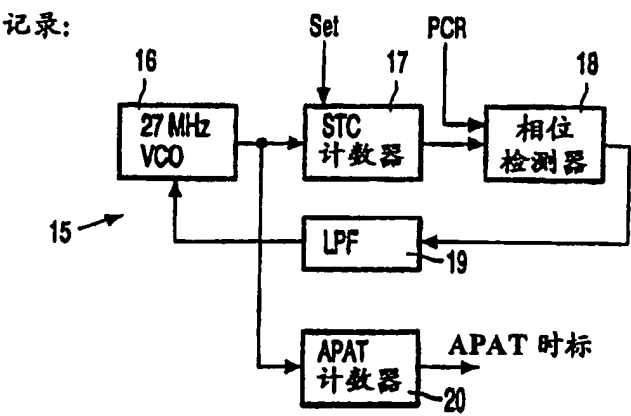 记录:
Set
PCR
16
17
18
27 MHz
VCO
STC
计数器
相位
检测器
15
LPF
19
APAT
计数器
APAT 时标
20